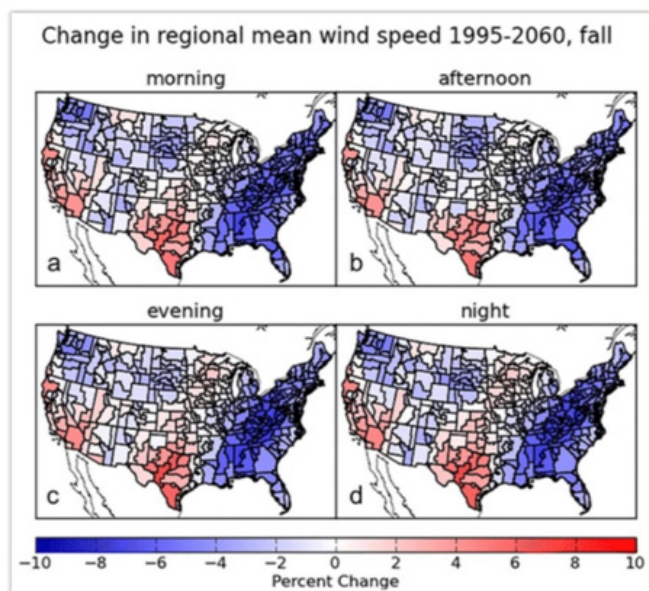 Change in regional mean wind speed 1995-2060, fall
morning
afternoon
a
b
evening
night
c
d
−10 −8 −6 −4 −2 0 2 4 6 8 10
Percent Change